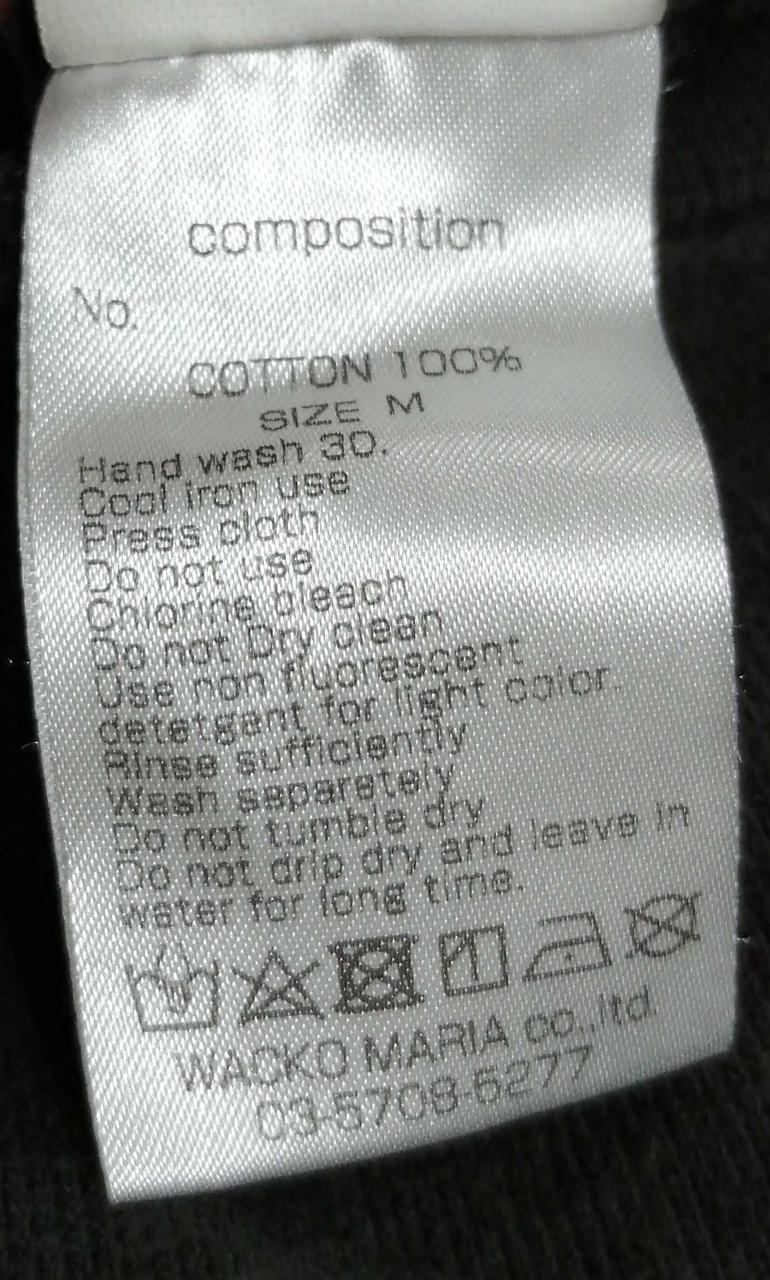 composition
No.
COTTON 100%
SIZE M
Hand wash 30.
Cool iron use
Press cloth
Do not use
Chlorine bleach
Do not Dry clean
Use non fluorescent
detetgent for light color.
Rinse sufficiently
Wash separately
Do not tumble dry
Do not drip dry and leave in
water for long time.
WACKO MARIA co.,ltd.
03-5708-5277